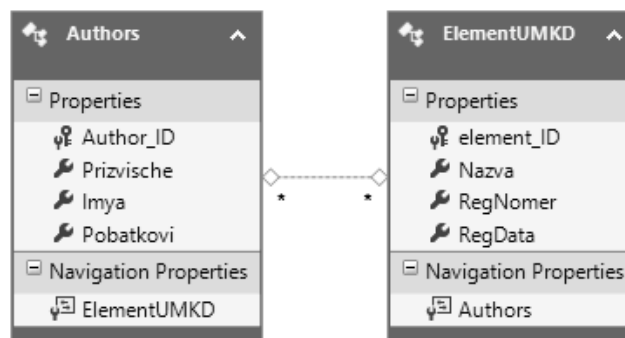 Authors
Properties
Author_ID
Prizvische
Imya
Pobatkovi
Navigation Properties
ElementUMKD
* *
ElementUMKD
Properties
element_ID
Nazva
RegNomer
RegData
Navigation Properties
Authors